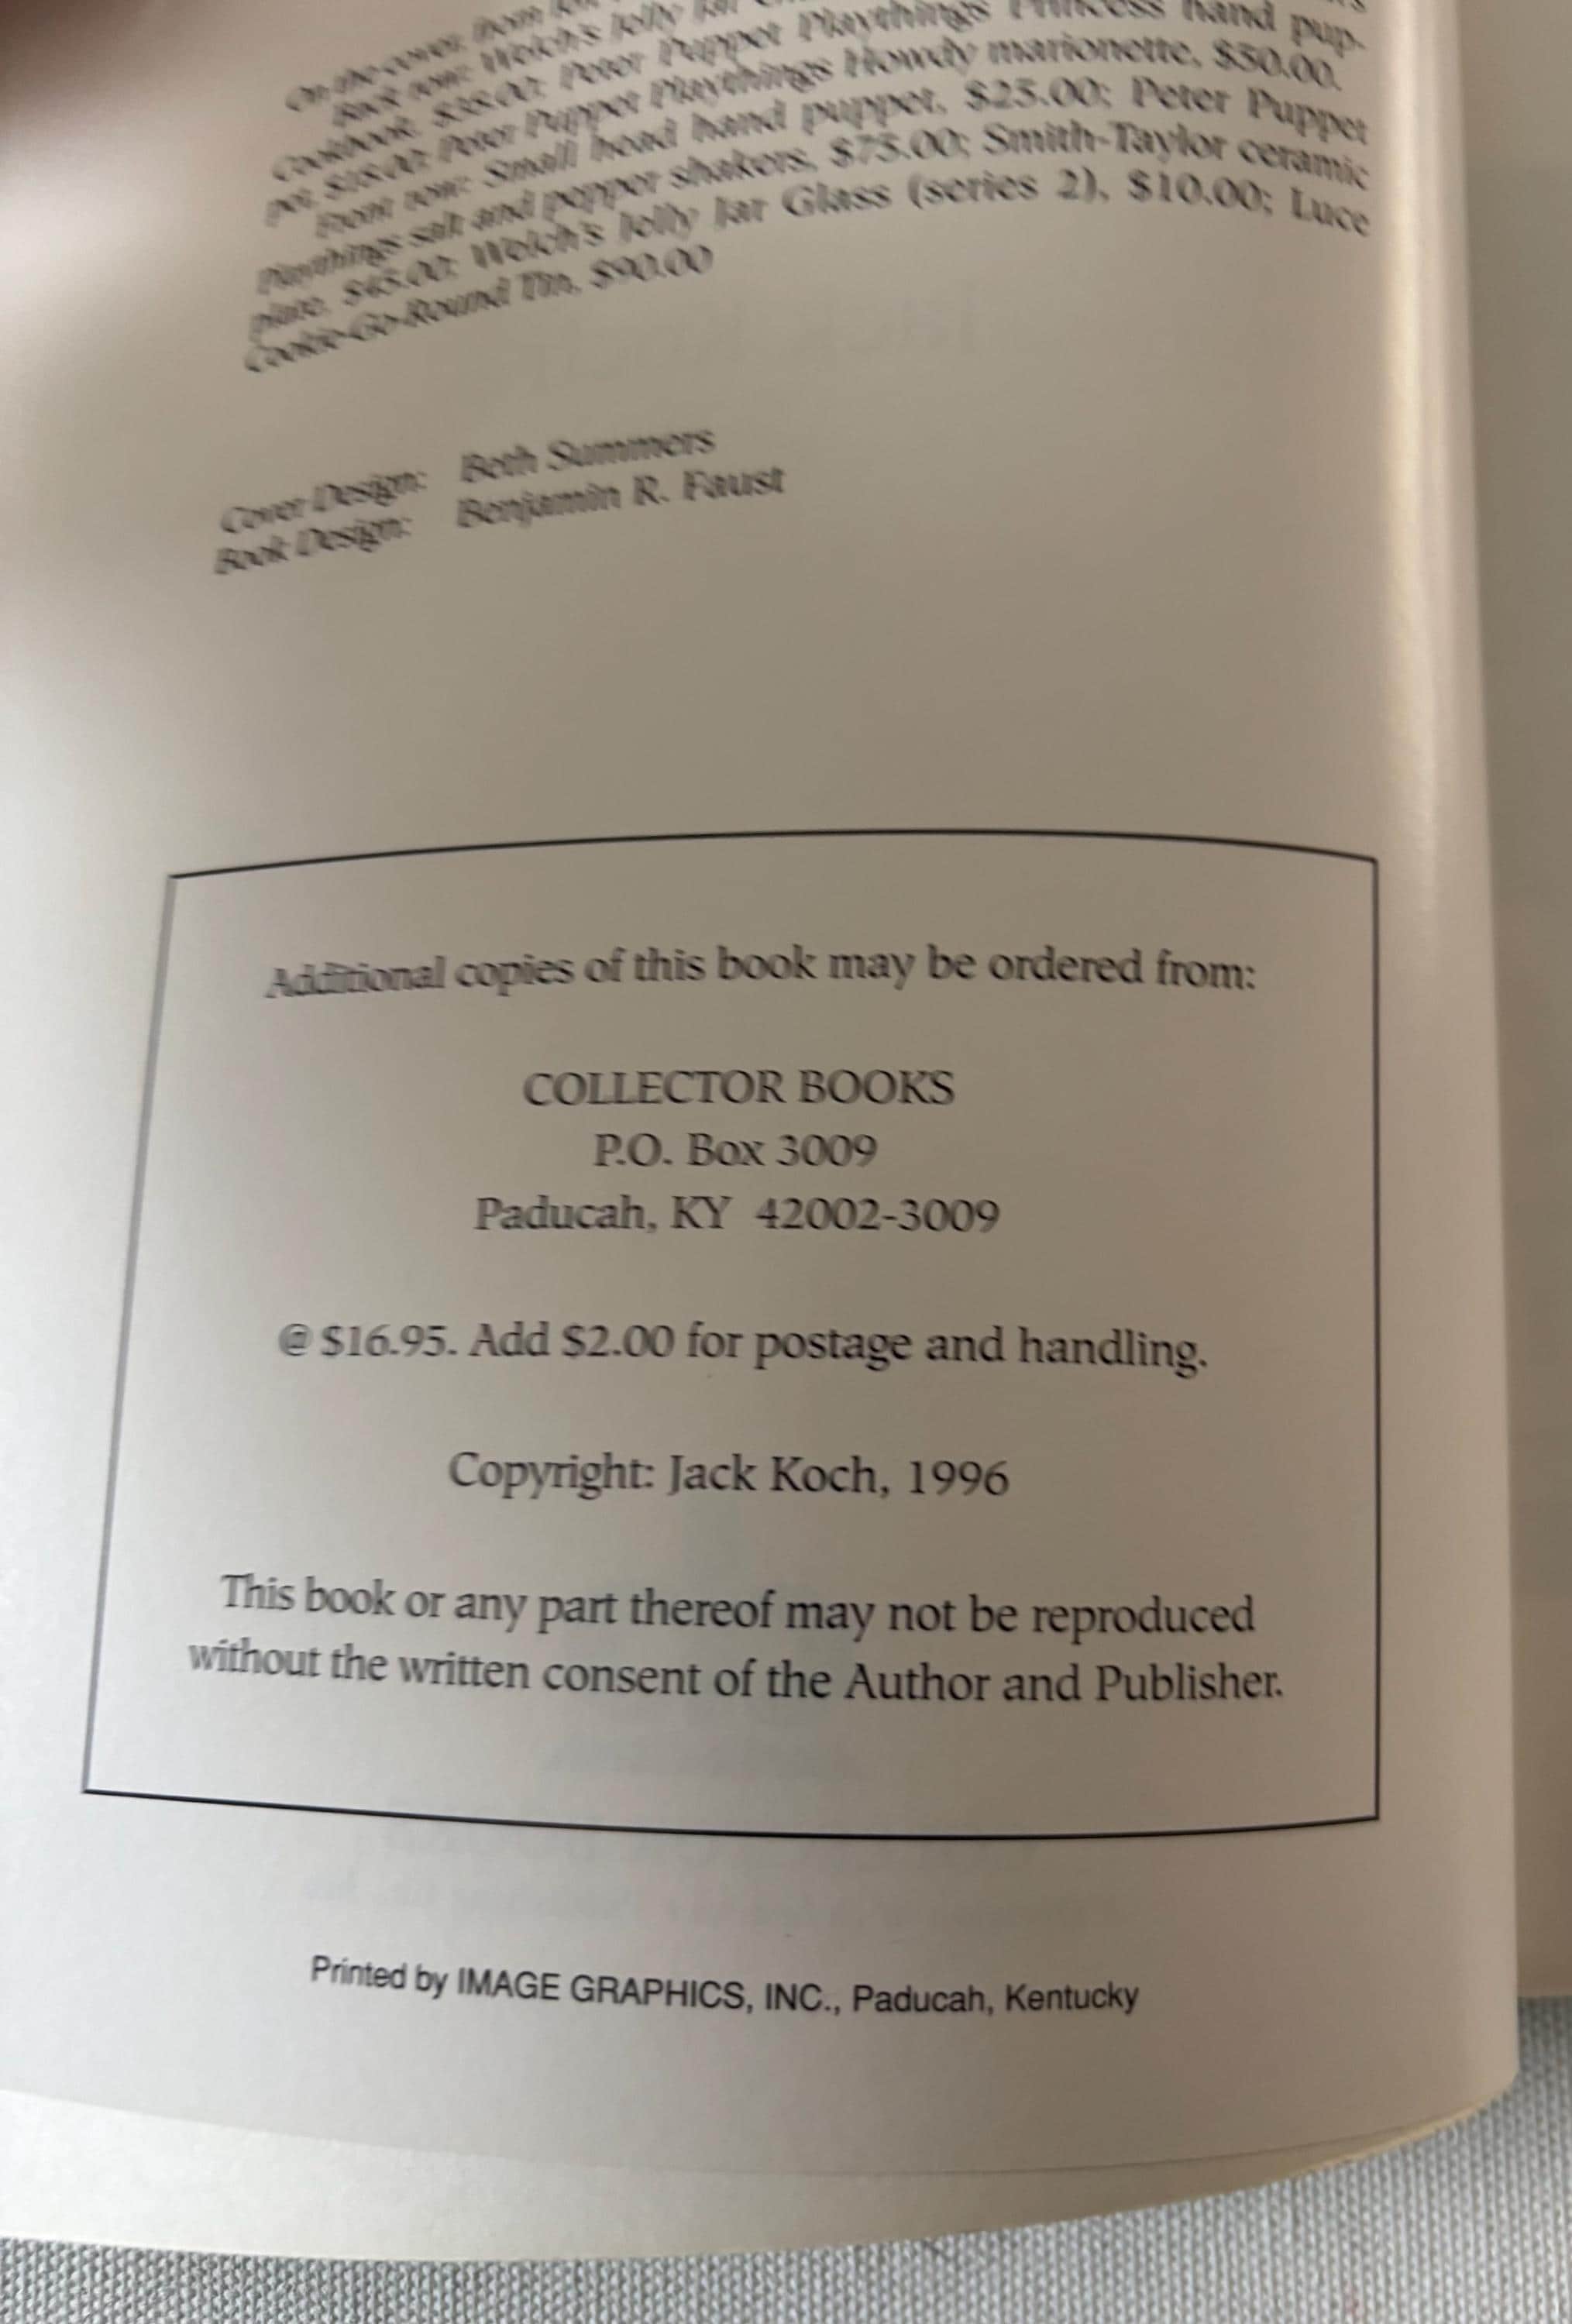 On the cover, from
Back row: Welch's Jelly Jar
Cookbook, Peter Puppet Playthings Princess hand pup-
pet, Peter Puppet Playthings Howdy marionette, $50.00.
Front row: Small head hand puppet, $25.00; Peter Puppet
Playthings salt and pepper shakers, $75.00; Smith-Taylor ceramic
plate, $45.00; Welch's Jelly Jar Glass (series 2), $10.00; Luce
Cookie-Go-Round Tin, $90.00
Cover Design: Beth Summers
Book Design: Benjamin R. Faust
Additional copies of this book may be ordered from:
COLLECTOR BOOKS
P.O. Box 3009
Paducah, KY 42002-3009
@ $16.95. Add $2.00 for postage and handling.
Copyright: Jack Koch, 1996
This book or any part thereof may not be reproduced
without the written consent of the Author and Publisher.
Printed by IMAGE GRAPHICS, INC., Paducah, Kentucky